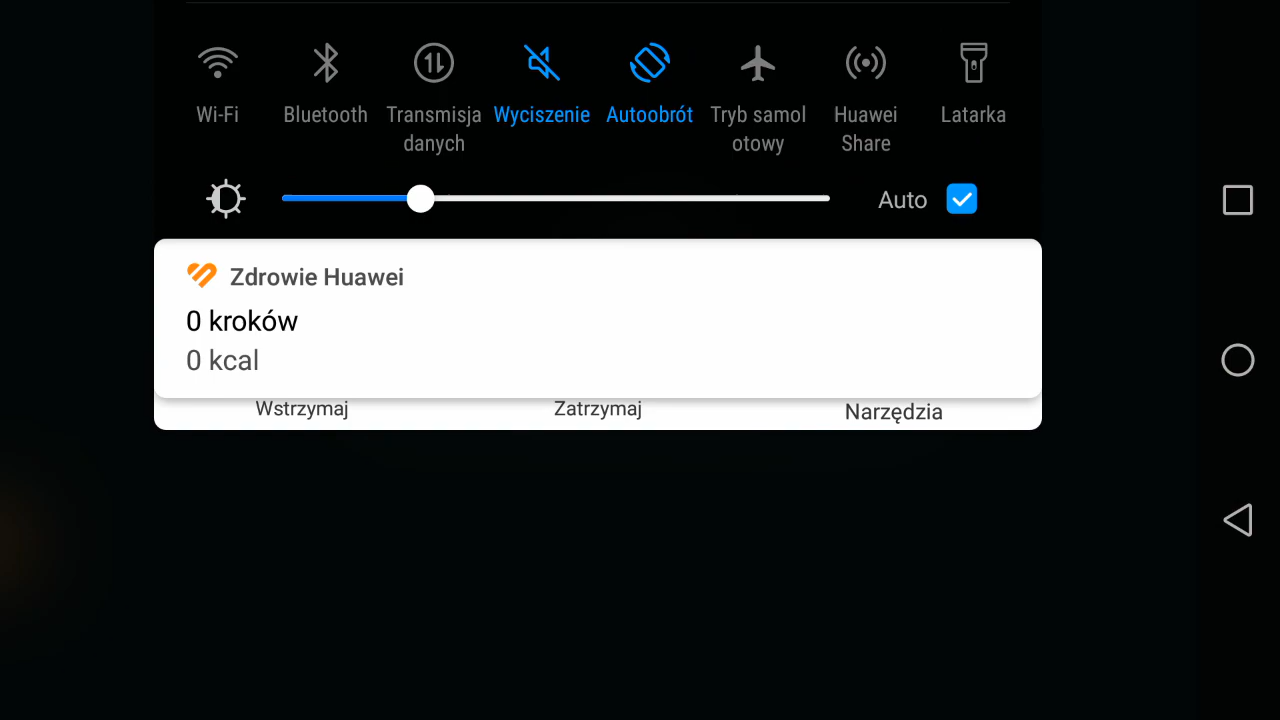 Wi-Fi Bluetooth Transmisja Wyciszenie Autoobrót Tryb samol Huawei Latarka
danych otowy Share
Auto
Zdrowie Huawei
0 kroków
0 kcal
Wstrzymaj Zatrzymaj Narzędzia